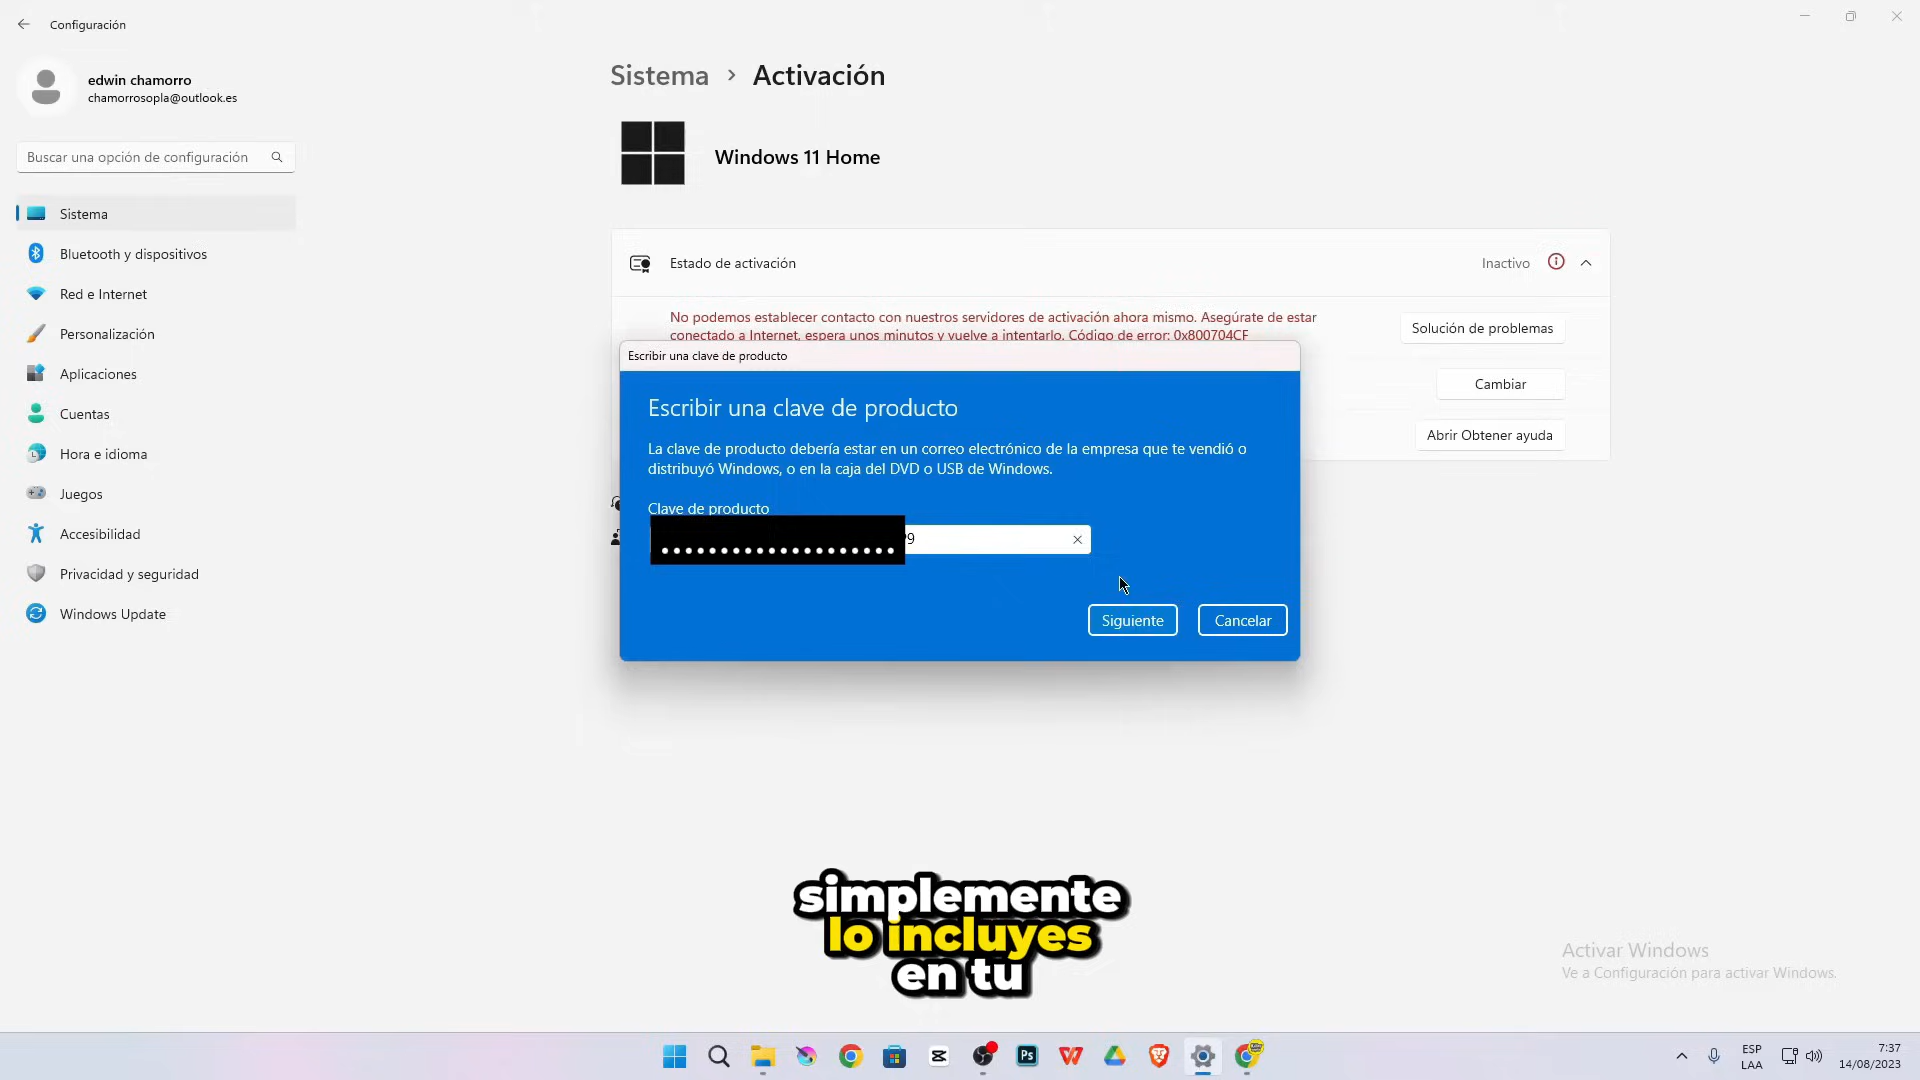 Configuración
edwin chamorro
chamorrosopla@outlook.es
Buscar una opción de configuración
Sistema
Bluetooth y dispositivos
Red e Internet
Personalización
Aplicaciones
Cuentas
Hora e idioma
Juegos
Accesibilidad
Privacidad y seguridad
Windows Update
Sistema > Activación
Windows 11 Home
Estado de activación
Inactivo
No podemos establecer contacto con nuestros servidores de activación ahora mismo. Asegúrate de estar
conectado a Internet, espera unos minutos y vuelve a intentarlo. Código de error: 0x800704CF
Solución de problemas
Cambiar
Abrir Obtener ayuda
Escribir una clave de producto
Escribir una clave de producto
La clave de producto debería estar en un correo electrónico de la empresa que te vendió o
distribuyó Windows, o en la caja del DVD o USB de Windows.
Clave de producto
9
Siguiente
Cancelar
simplemente
lo incluyes
en tu
Activar Windows
Ve a Configuración para activar Windows.
Ps
ESP
LAA
7:37
14/08/2023